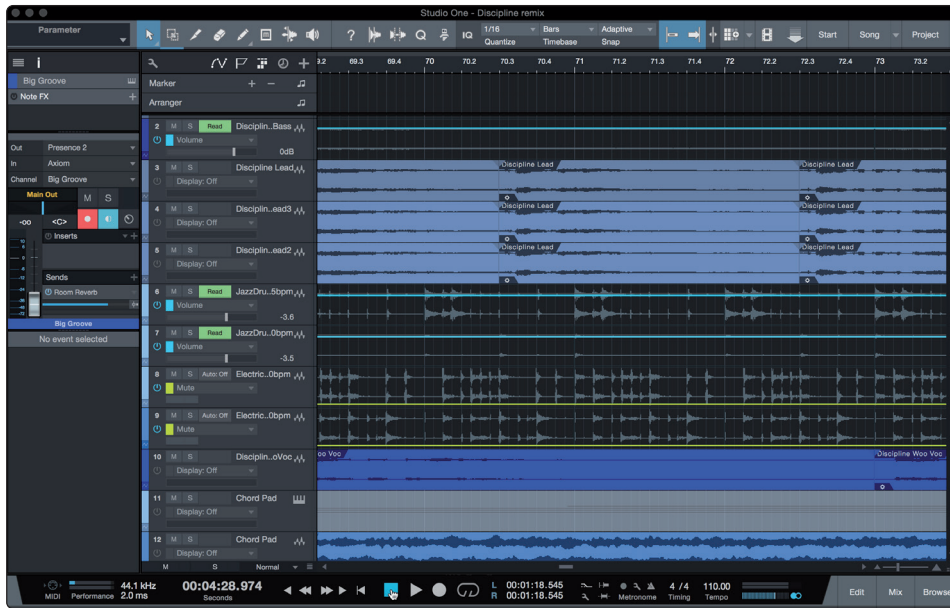 Studio One - Discipline remix
Parameter
IQ
1/16
Quantize
Bars
Timebase
Adaptive
Snap
Start
Song
Project
69.3
69.4
70
70.2
70.3
70.4
71
71.2
71.3
71.4
72
72.2
72.3
72.4
73
73.2
Big Groove
Note FX
Marker
Arranger
Out Presence 2
In Axiom
Channel Big Groove
Main Out
M S
-oo <C>
Inserts
Sends
Room Reverb
Big Groove
No event selected
2 M S Read Disciplin..Bass
Volume
0dB
3 M S Discipline Lead
Display: Off
4 M S Disciplin..ead3
Display: Off
5 M S Disciplin..ead2
Display: Off
6 M S Read JazzDru..5bpm
Volume
-3.6
7 M S Read JazzDru..0bpm
Volume
-3.5
8 M S Auto: Off Electric..0bpm
Mute
9 M S Auto: Off Electric..0bpm
Mute
10 M S Disciplin..oVoc
Display: Off
11 M S Chord Pad
Display: Off
12 M S Chord Pad
Display: Off
M S Normal
Discipline Lead
Discipline Lead
Discipline Lead
Discipline Lead
Discipline Lead
Discipline Lead
oo Voc
Discipline Woo Voc
MIDI
Performance
44.1 kHz
2.0 ms
00:04:28.974
Seconds
L 00:01:18.545
R 00:01:18.545
Metronome
4 / 4
Timing
110.00
Tempo
Edit
Mix
Brows